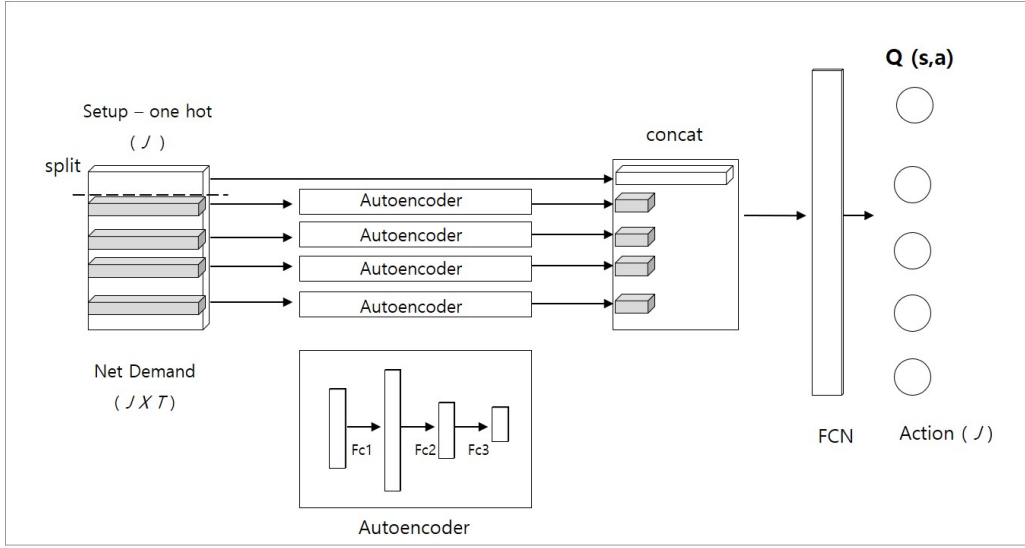 Q (s,a)
Setup – one hot
( J )
split
concat
Autoencoder
Autoencoder
Autoencoder
Autoencoder
Net Demand
( J X T )
Fc1
Fc2
Fc3
Autoencoder
FCN
Action ( J )